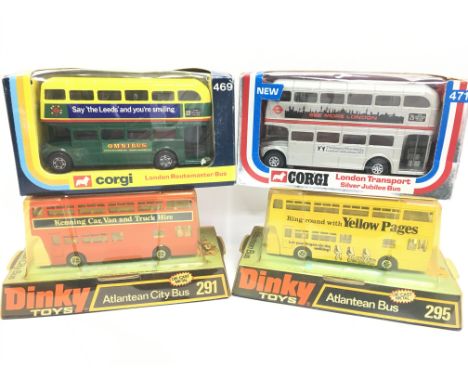 469
Say 'the Leeds' and you're smiling
OMNIBUS
corgi London Routemaster Bus
NEW
471
SEE MORE LONDON
CORGI London Transport
Silver Jubilee Bus
Kenning Car, Van and Truck Hire
Dinky
TOYS
Atlantean City Bus 291
Ring round with Yellow Pages
Dinky
TOYS
Atlantean Bus 295